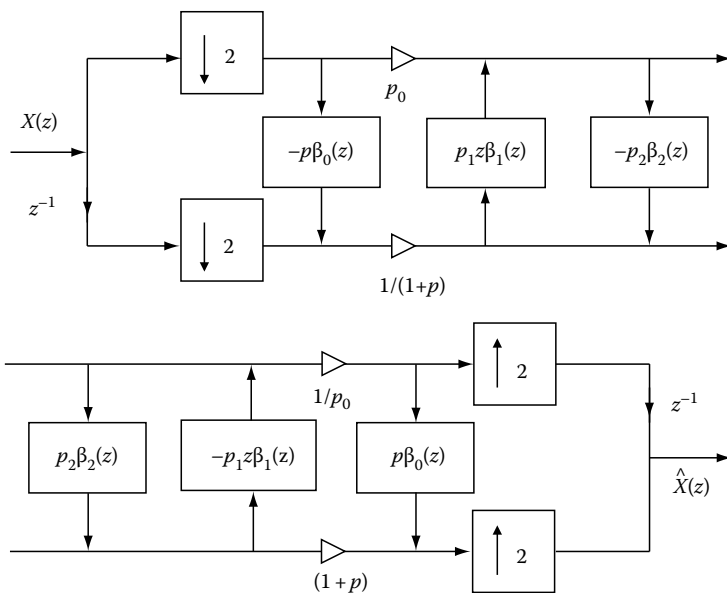 2
p₀
X(z)
–pβ₀(z)
p₁zβ₁(z)
–p₂β₂(z)
z⁻¹
2
1/(1+p)
2
1/p₀
z⁻¹
p₂β₂(z)
–p₁zβ₁(z)
pβ₀(z)
X̂(z)
2
(1 + p)